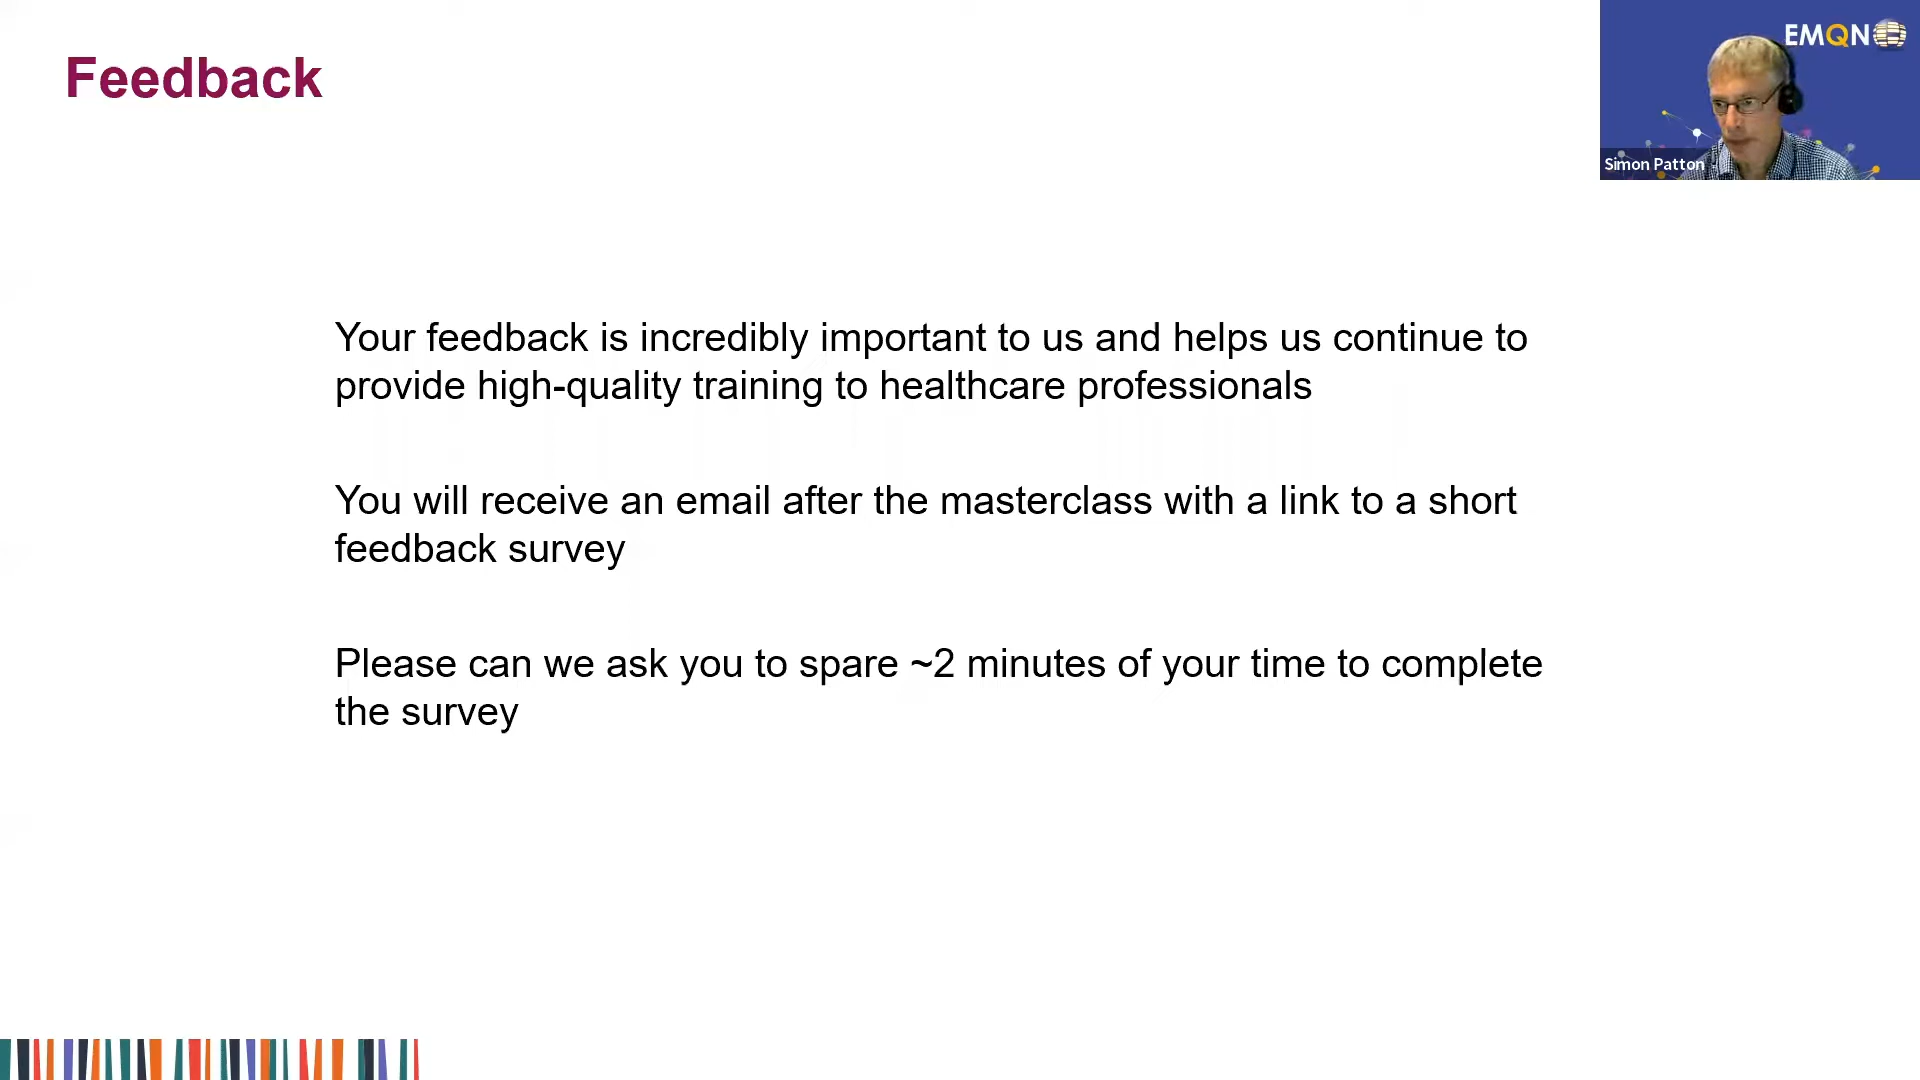 Feedback
EMQN
Simon Patton
Your feedback is incredibly important to us and helps us continue to
provide high-quality training to healthcare professionals
You will receive an email after the masterclass with a link to a short
feedback survey
Please can we ask you to spare ~2 minutes of your time to complete
the survey